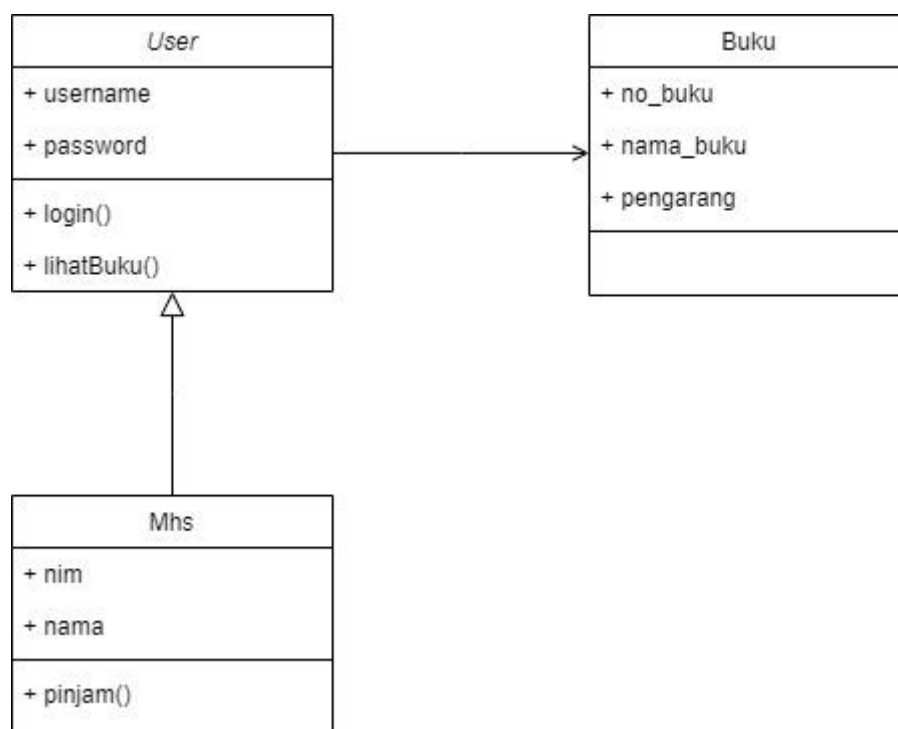 User
+ username
+ password
+ login()
+ lihatBuku()
Buku
+ no_buku
+ nama_buku
+ pengarang
Mhs
+ nim
+ nama
+ pinjam()